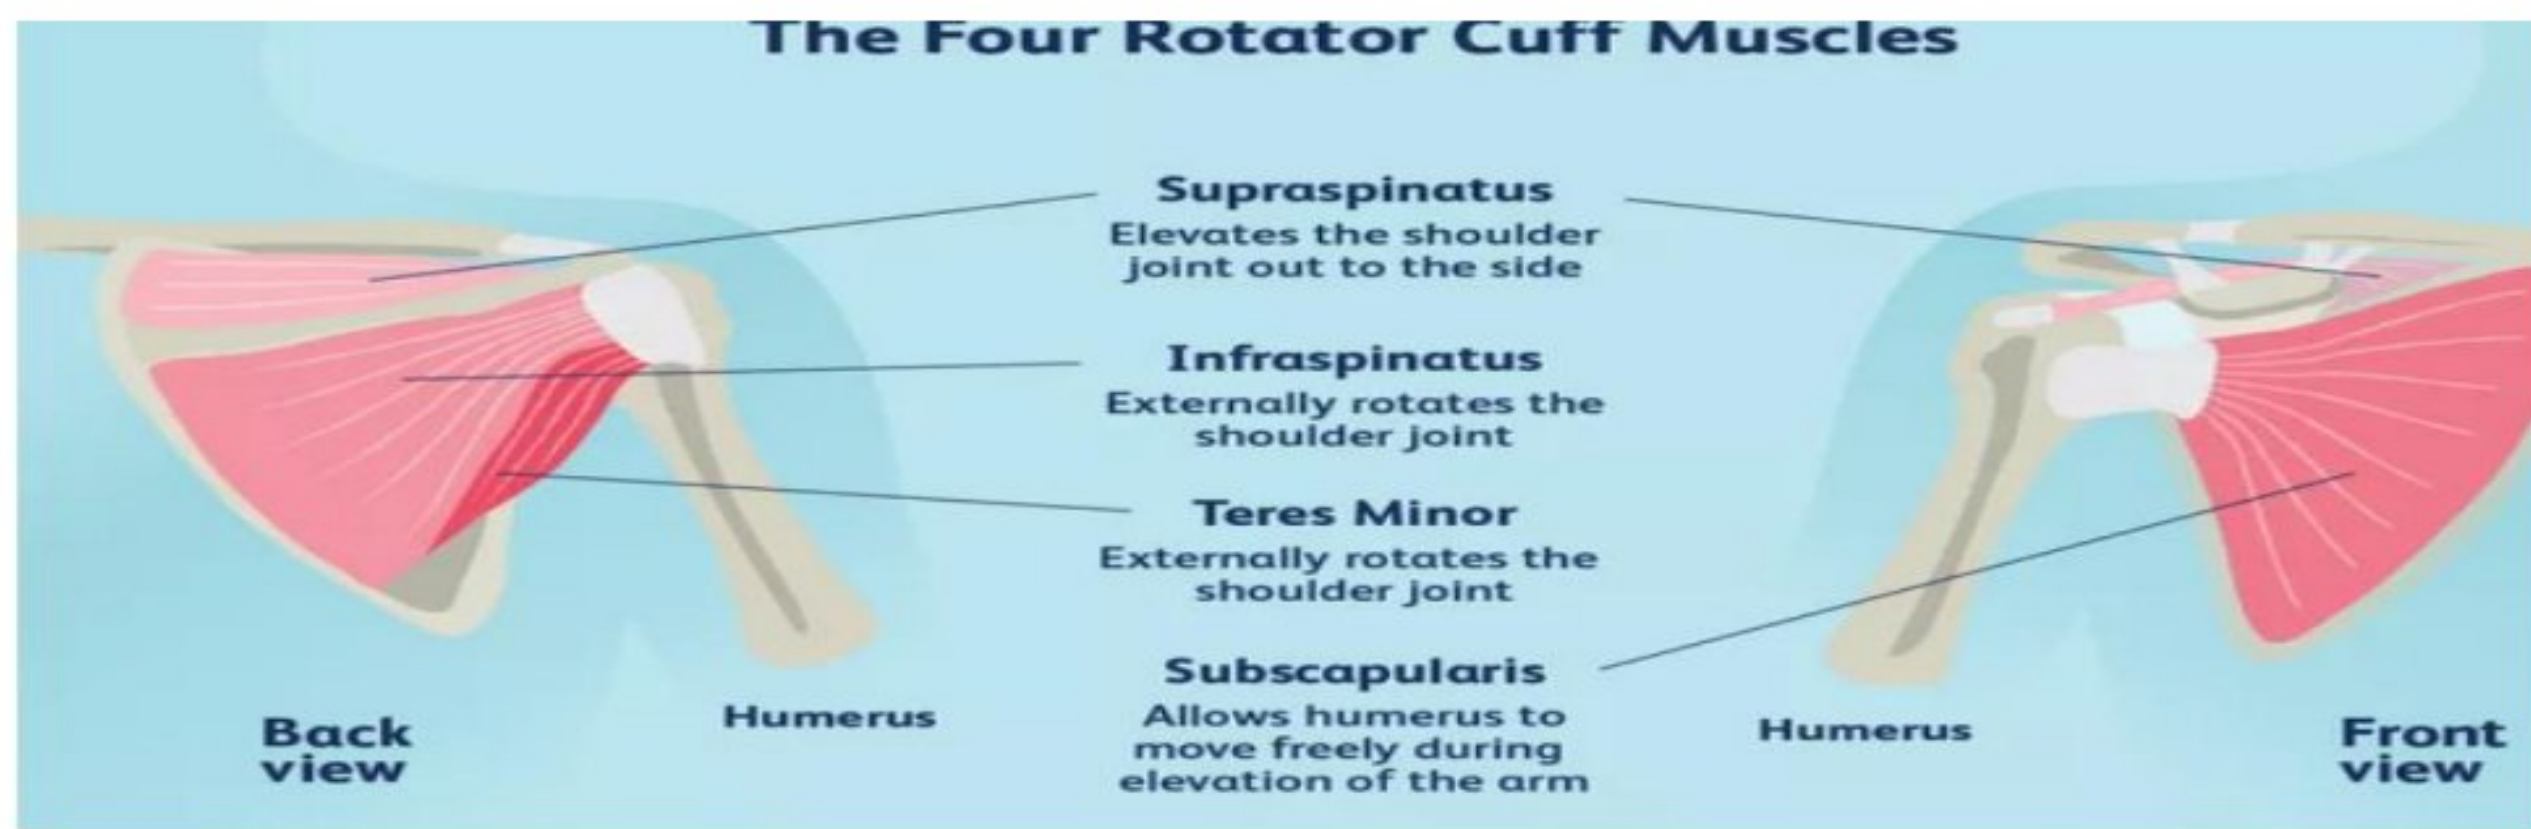 The Four Rotator Cuff Muscles
Supraspinatus
Elevates the shoulder
joint out to the side
Infraspinatus
Externally rotates the
shoulder joint
Teres Minor
Externally rotates the
shoulder joint
Subscapularis
Allows humerus to
move freely during
elevation of the arm
Back
view
Humerus
Humerus
Front
view